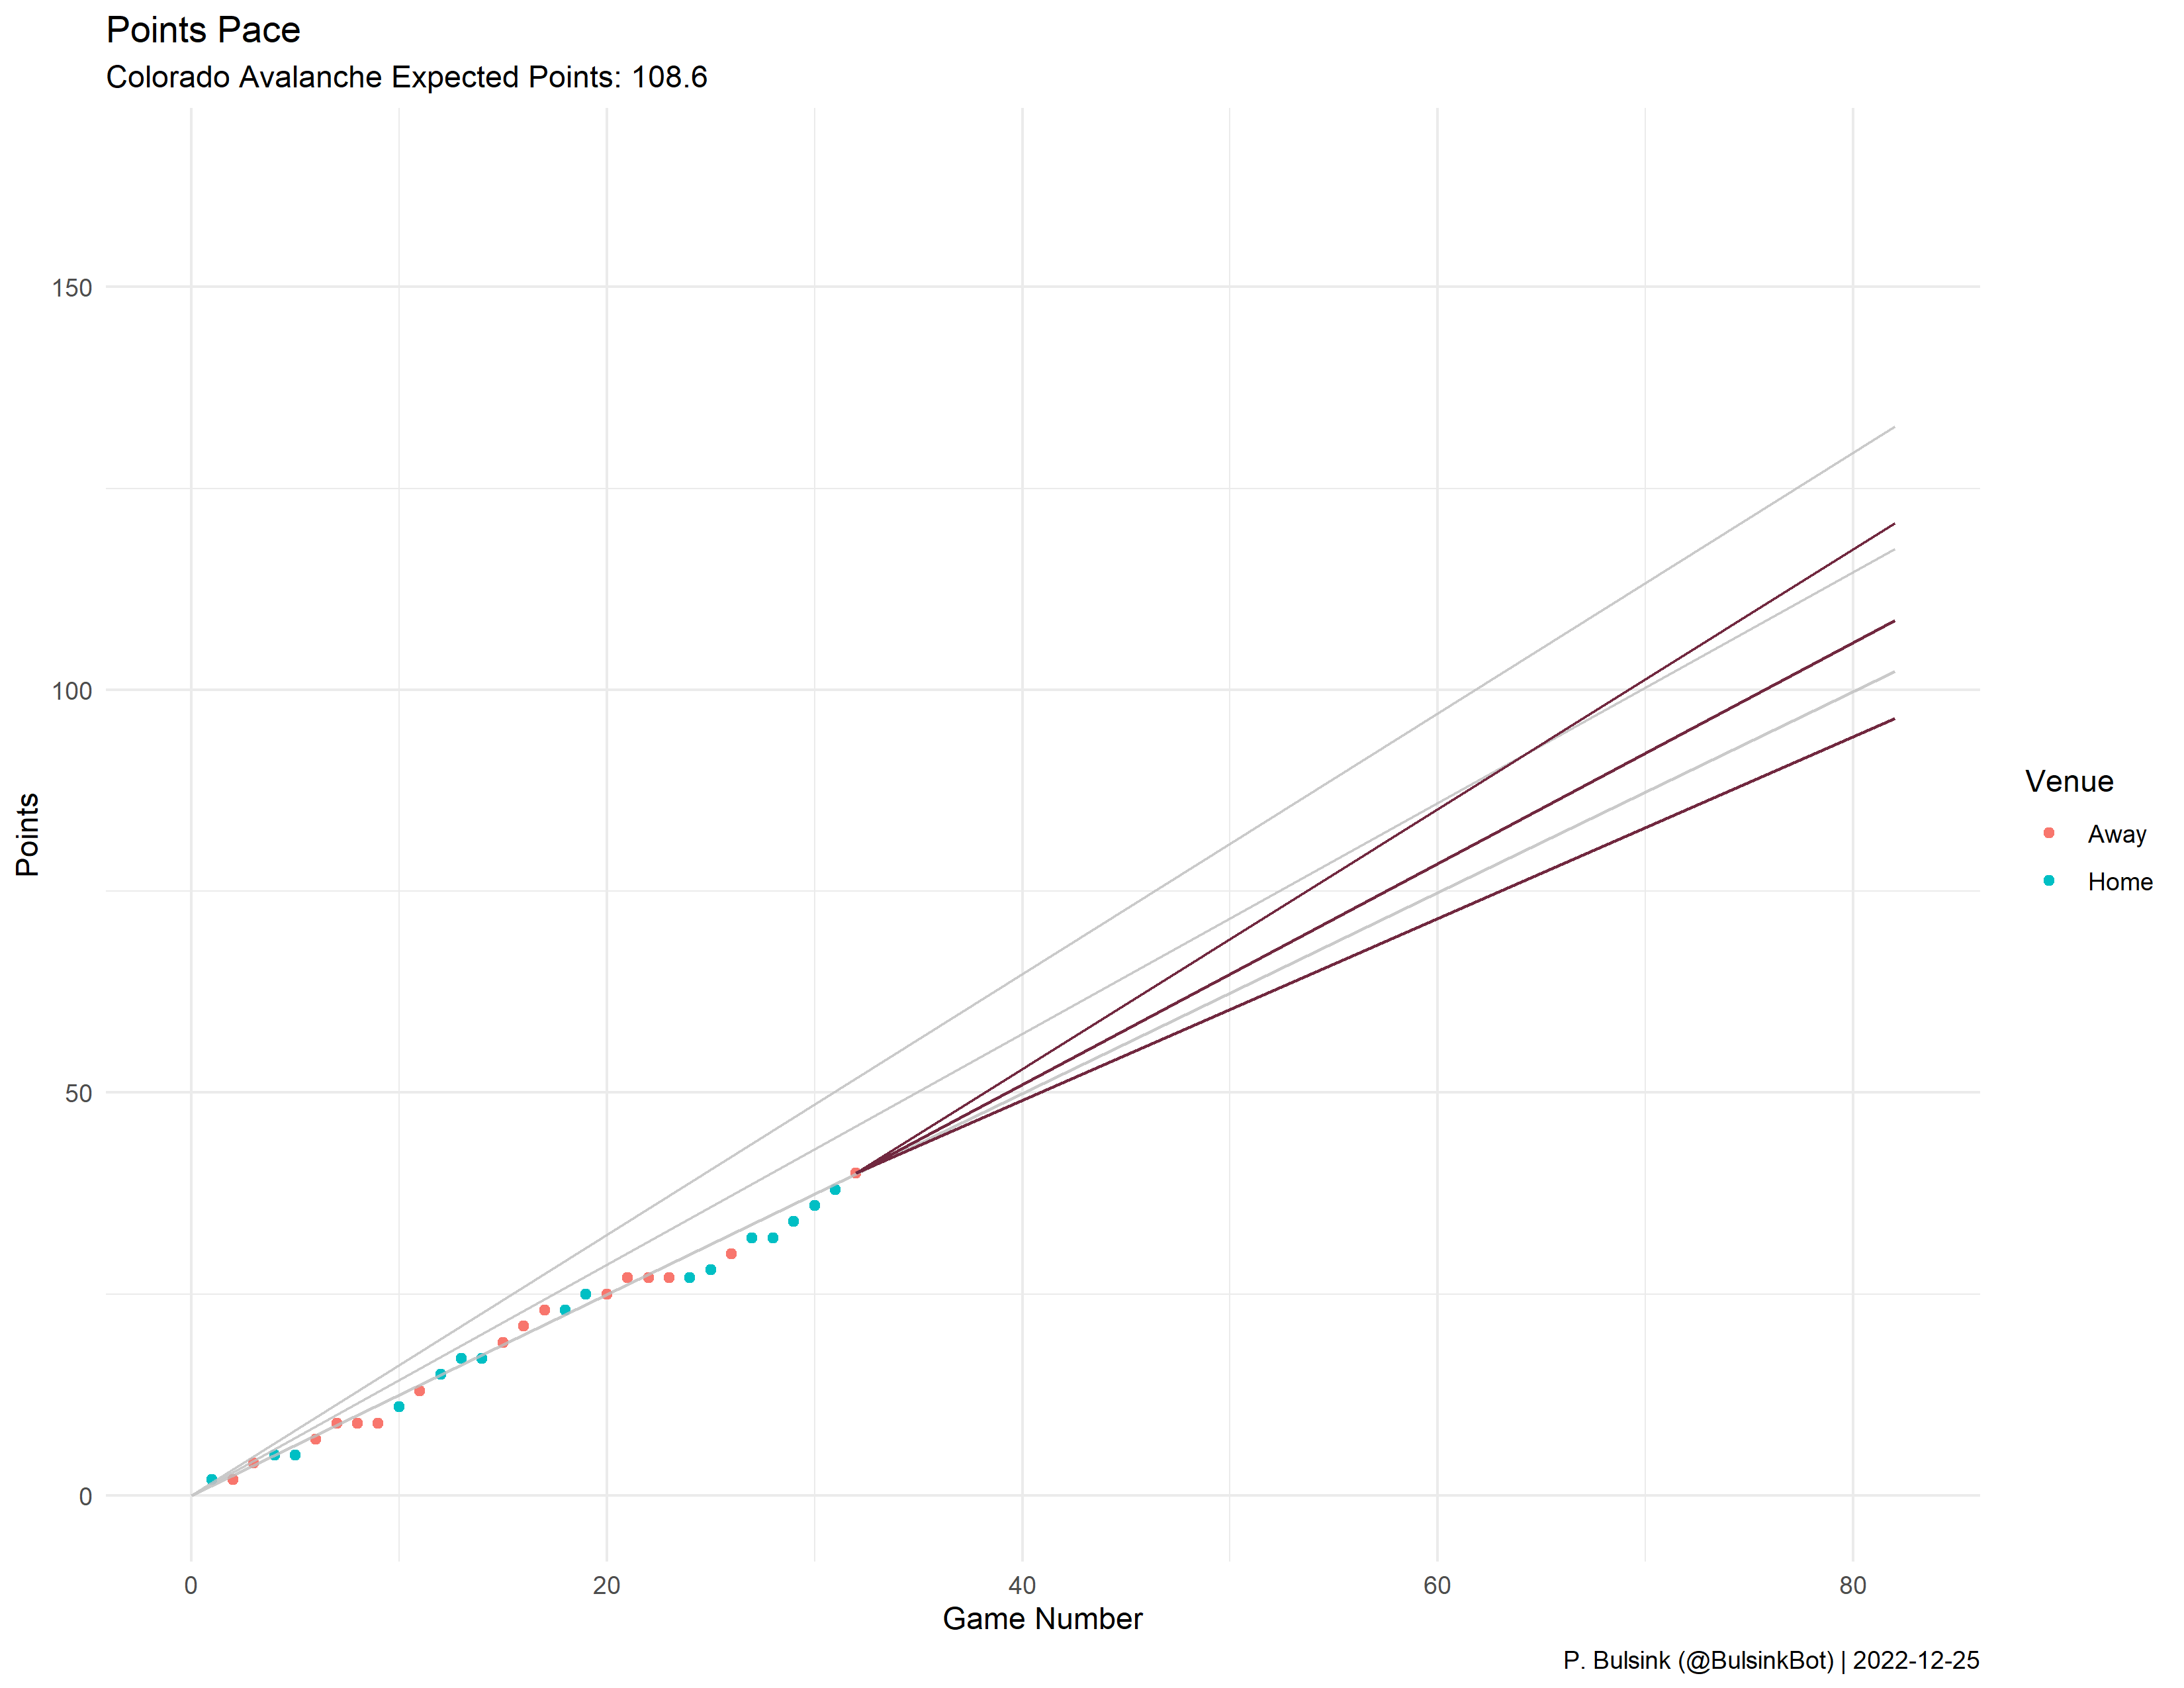 Points Pace
Colorado Avalanche Expected Points: 108.6
150
100
50
0
Points
0 20 40 60 80
Game Number
Venue
Away
Home
P. Bulsink (@BulsinkBot) | 2022-12-25